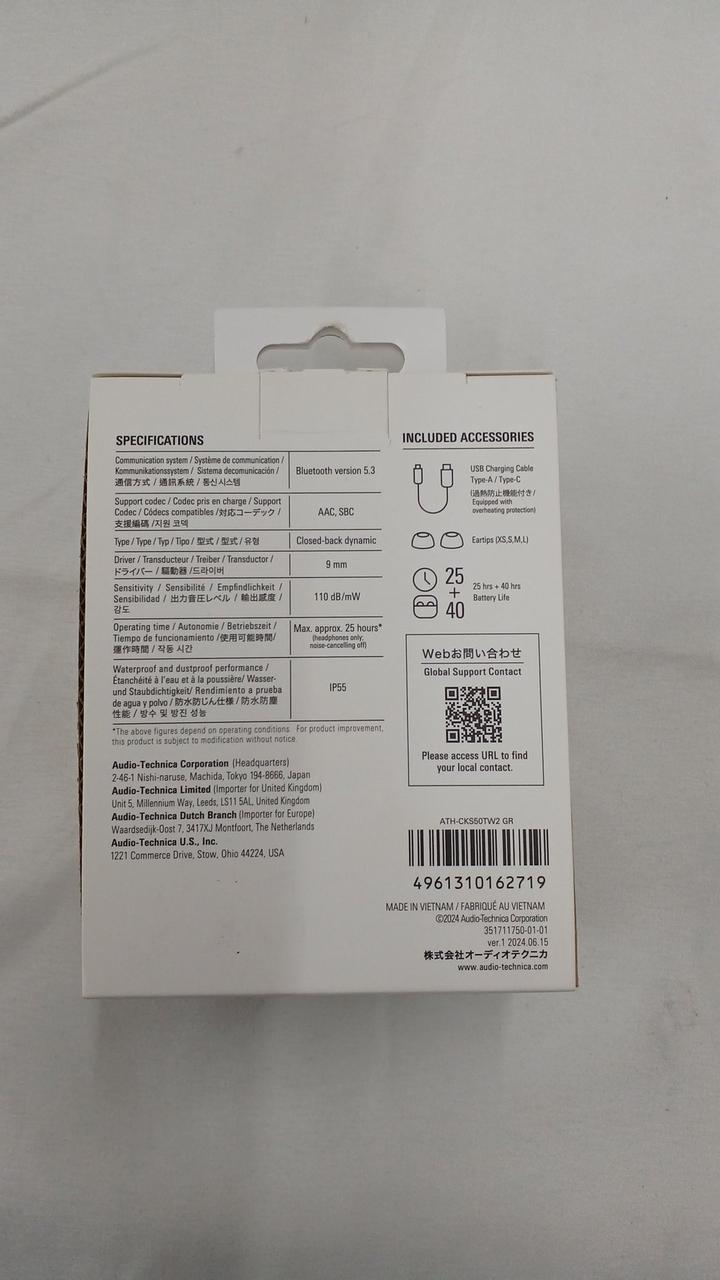 SPECIFICATIONS
Communication system / Système de communication /
Kommunikationssystem / Sistema decomunicación /
通信方式 / 通訊系統 / 통신시스템
Bluetooth version 5.3
Support codec / Codec pris en charge / Support
Codec / Códecs compatibles /対応コーデック /
支援編碼 /지원 코덱
AAC, SBC
Type / Type / Typ / Tipo / 型式 / 型式 / 유형
Closed-back dynamic
Driver / Transducteur / Treiber / Transductor /
ドライバー / 驅動器 /드라이버
9 mm
Sensitivity / Sensibilité / Empfindlichkeit /
Sensibilidad / 出力音圧レベル / 輸出感度 /
감도
110 dB/mW
Operating time / Autonomie / Betriebszeit /
Tiempo de funcionamiento /使用可能時間/
運作時間 / 작동 시간
Max. approx. 25 hours*
(headphones only;
noise-cancelling off)
Waterproof and dustproof performance /
Étanchéité à l'eau et à la poussière/ Wasser-
und Staubdichtigkeit/ Rendimiento a prueba
de agua y polvo / 防水防じん仕様 / 防水防塵
性能 / 방수 및 방진 성능
IP55
*The above figures depend on operating conditions. For product improvement,
this product is subject to modification without notice.
Audio-Technica Corporation (Headquarters)
2-46-1 Nishi-naruse, Machida, Tokyo 194-8666, Japan
Audio-Technica Limited (Importer for United Kingdom)
Unit 5, Millennium Way, Leeds, LS11 5AL, United Kingdom
Audio-Technica Dutch Branch (Importer for Europe)
Waardsedijk-Oost 7, 3417XJ Montfoort, The Netherlands
Audio-Technica U.S., Inc.
1221 Commerce Drive, Stow, Ohio 44224, USA
INCLUDED ACCESSORIES
USB Charging Cable
Type-A / Type-C
(過熱防止機能付き/
Equipped with
overheating protection)
Eartips (XS,S,M,L)
25
+
40
25 hrs + 40 hrs
Battery Life
Webお問い合わせ
Global Support Contact
Please access URL to find
your local contact.
ATH-CKS50TW2 GR
4961310162719
MADE IN VIETNAM / FABRIQUÉ AU VIETNAM
©2024 Audio-Technica Corporation
351711750-01-01
ver.1 2024.06.15
株式会社オーディオテクニカ
www.audio-technica.com